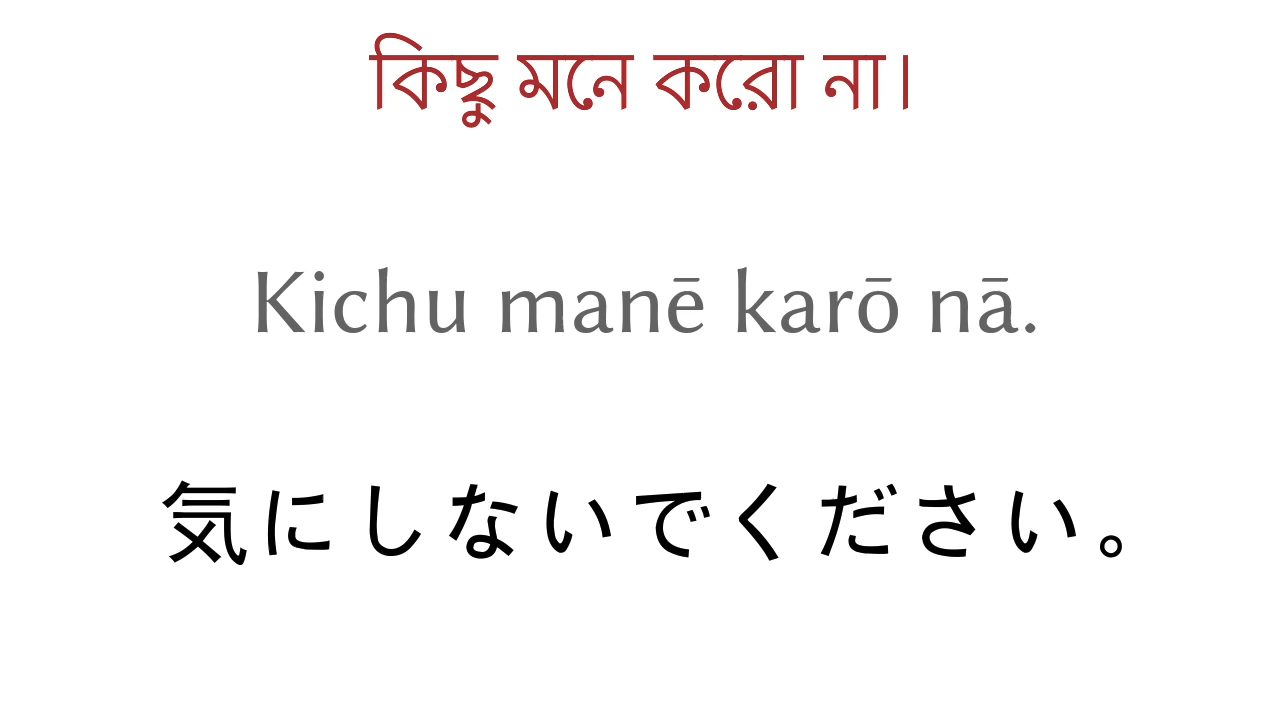 কিছু মনে করো না।
Kichu manē karō nā.
気にしないでください。